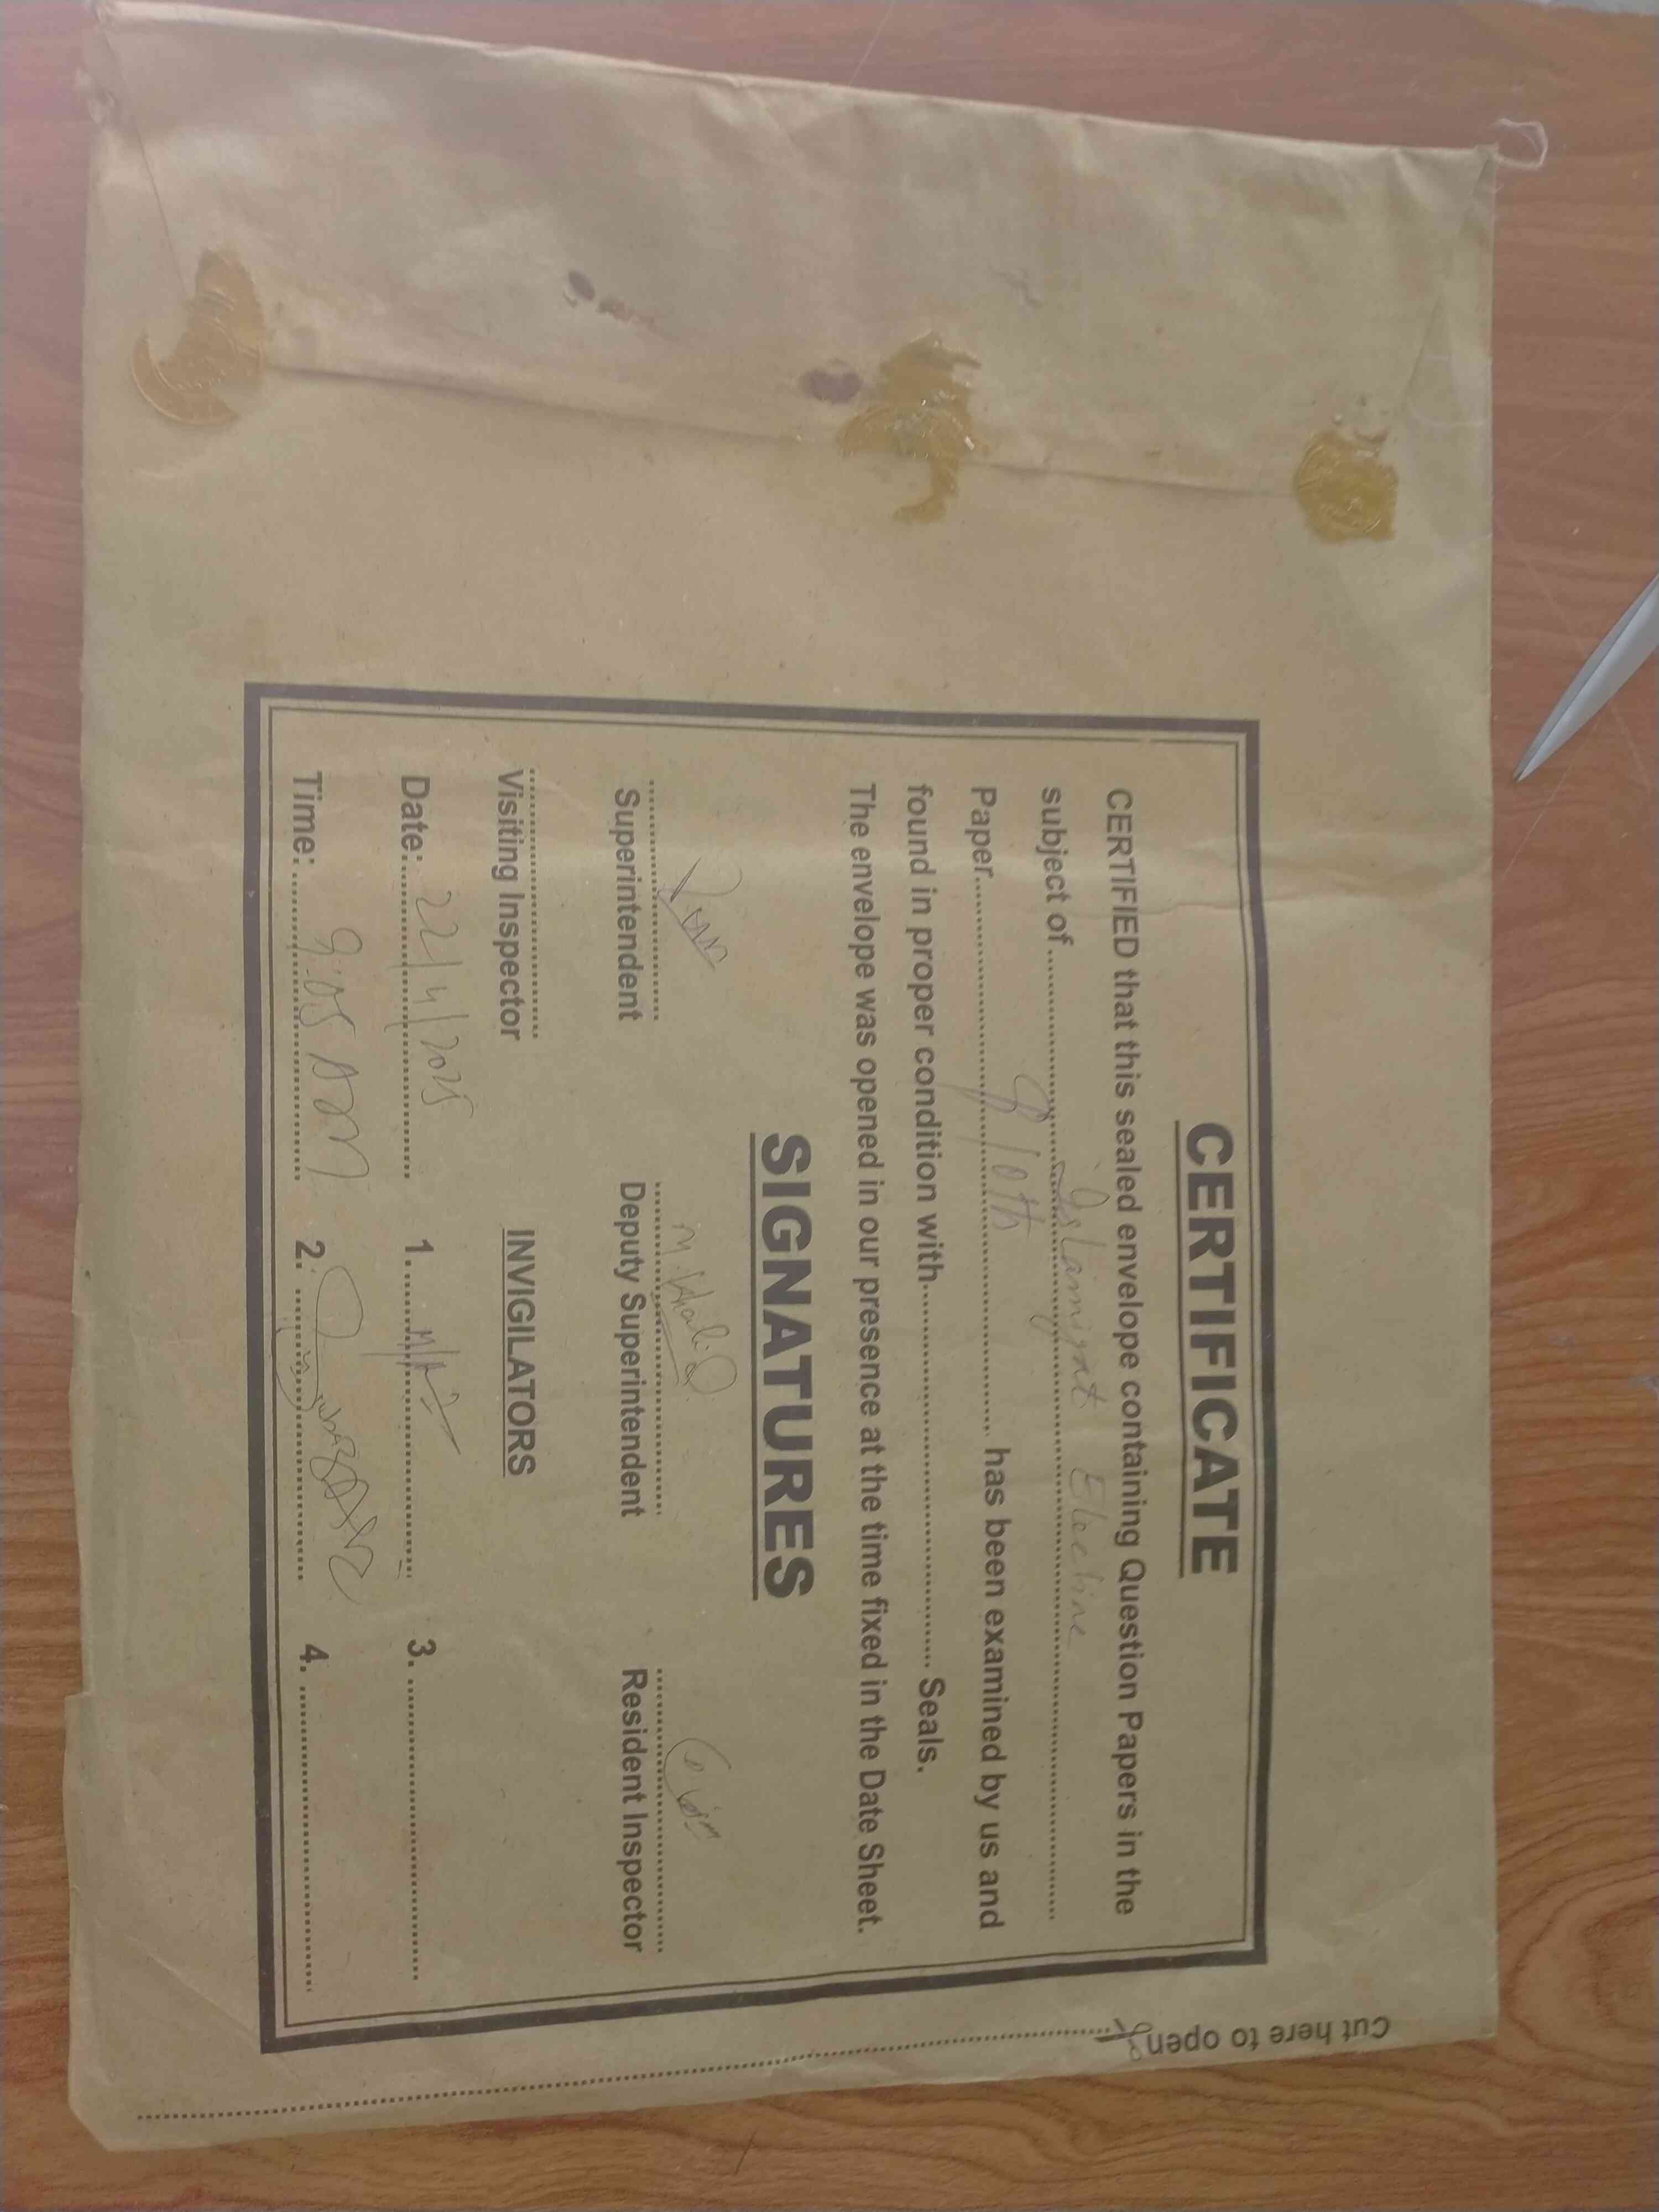 CERTIFICATE
CERTIFIED that this sealed envelope containing Question Papers in the
subject of.......... Islamiyat Elective ..........
Paper.......... 10th .......... has been examined by us and
found in proper condition with.......... Seals.
The envelope was opened in our presence at the time fixed in the Date Sheet.
SIGNATURES
M. Khalid
Superintendent Deputy Superintendent Resident Inspector
Visiting Inspector INVIGILATORS
Date:.......... 22/4/2025 1. .......... 3. ..........
Time:.......... 9:05 AM 2. .......... 4. ..........
Cut here to open